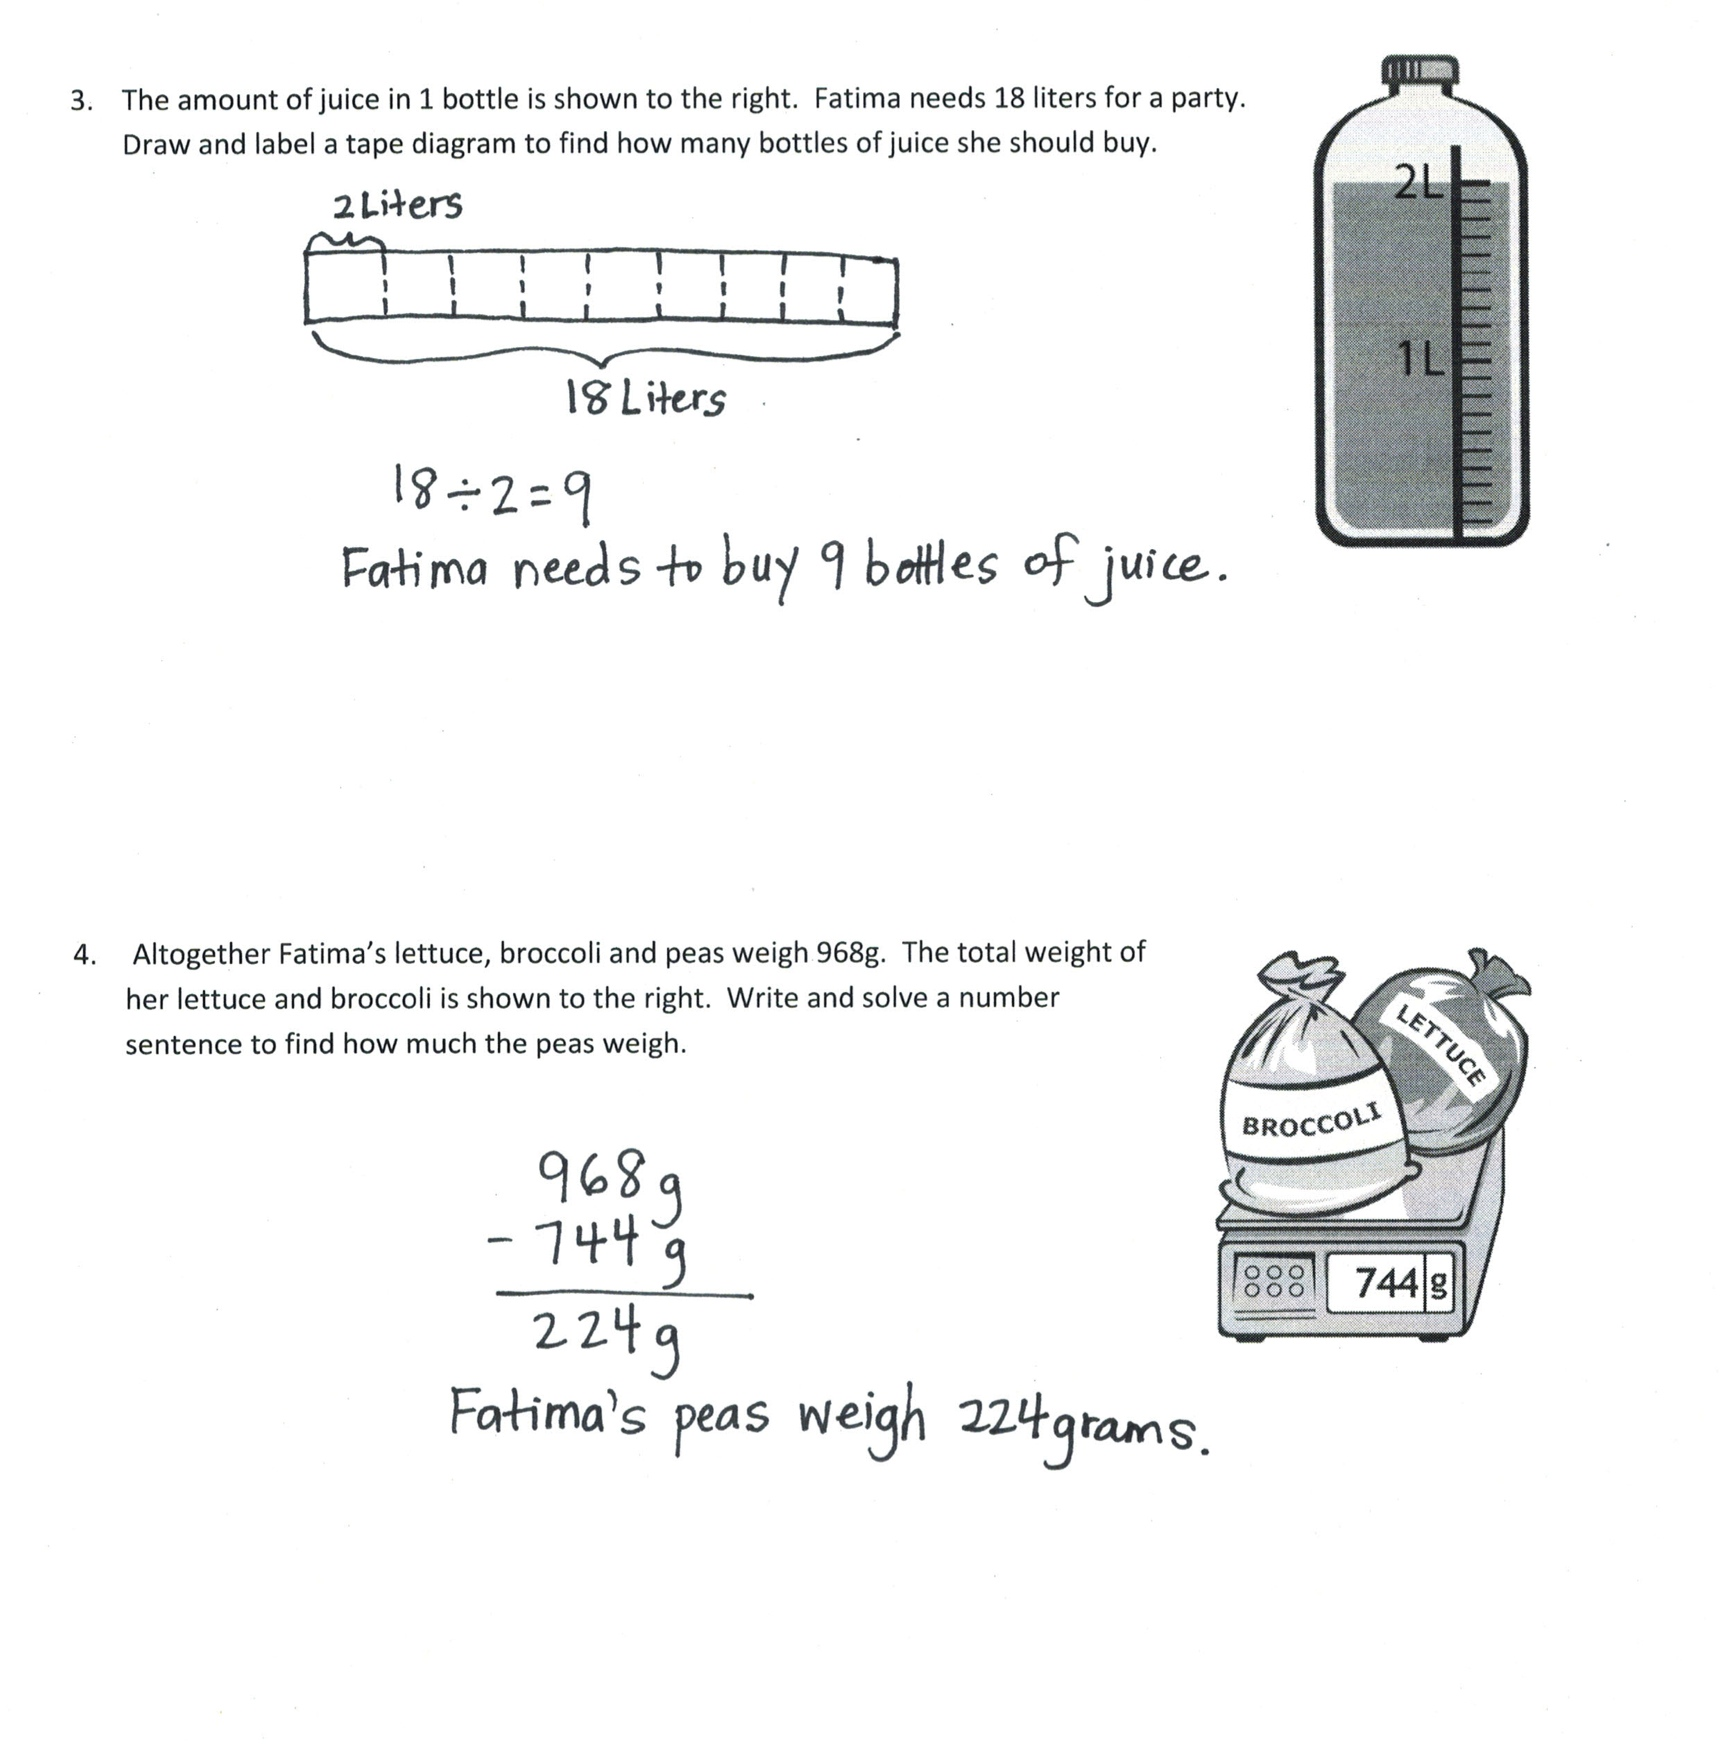 3. The amount of juice in 1 bottle is shown to the right. Fatima needs 18 liters for a party.
Draw and label a tape diagram to find how many bottles of juice she should buy.
2 Liters
18 Liters
18÷2=9
Fatima needs to buy 9 bottles of juice.
2L
1L
4. Altogether Fatima's lettuce, broccoli and peas weigh 968g. The total weight of
her lettuce and broccoli is shown to the right. Write and solve a number
sentence to find how much the peas weigh.
968g
- 744g
224g
Fatima's peas weigh 224grams.
LETTUCE
BROCCOLI
744 g